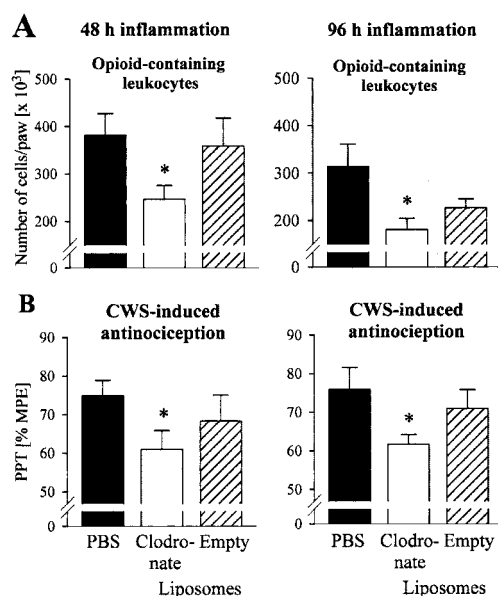 A
48 h inflammation
96 h inflammation
Opioid-containing
leukocytes
Opioid-containing
leukocytes
Number of cells/paw [x 10³]
500
400
300
200
0
*
500
400
300
200
0
*
B
CWS-induced
antinociception
CWS-induced
antinocieption
PPT [% MPE]
90
80
70
60
50
0
*
90
80
70
60
50
0
*
PBS Clodro- Empty
nate
Liposomes
PBS Clodro- Empty
nate
Liposomes